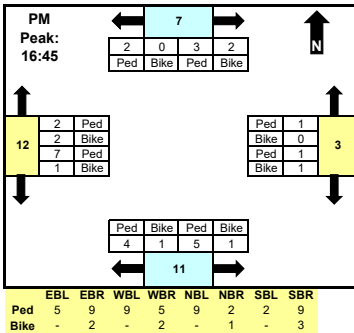 PM
Peak:
16:45
7
2 0 3 2
Ped Bike Ped Bike
N
12
2 Ped
2 Bike
7 Ped
1 Bike
Ped 1
Bike 0
Ped 1
Bike 1
3
Ped Bike Ped Bike
4 1 5 1
11
EBL EBR WBL WBR NBL NBR SBL SBR
Ped 5 9 9 5 9 2 2 9
Bike - 2 - 2 - 1 - 3